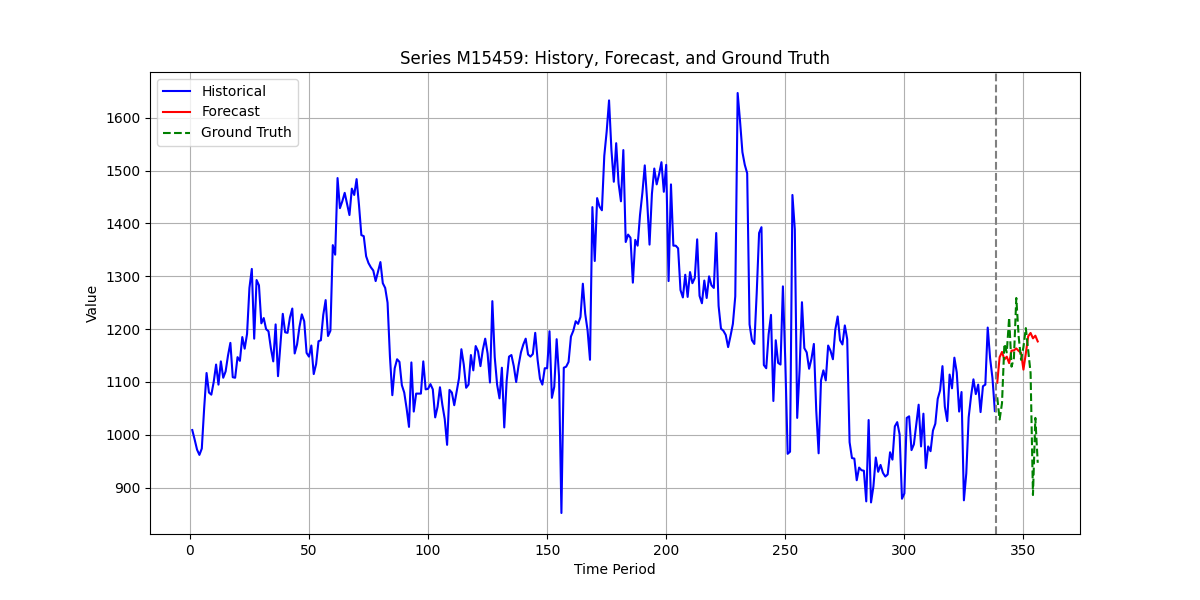 Series M15459: History, Forecast, and Ground Truth
Historical
Forecast
Ground Truth
1600
1500
1400
1300
1200
1100
1000
900
Value
0 50 100 150 200 250 300 350
Time Period